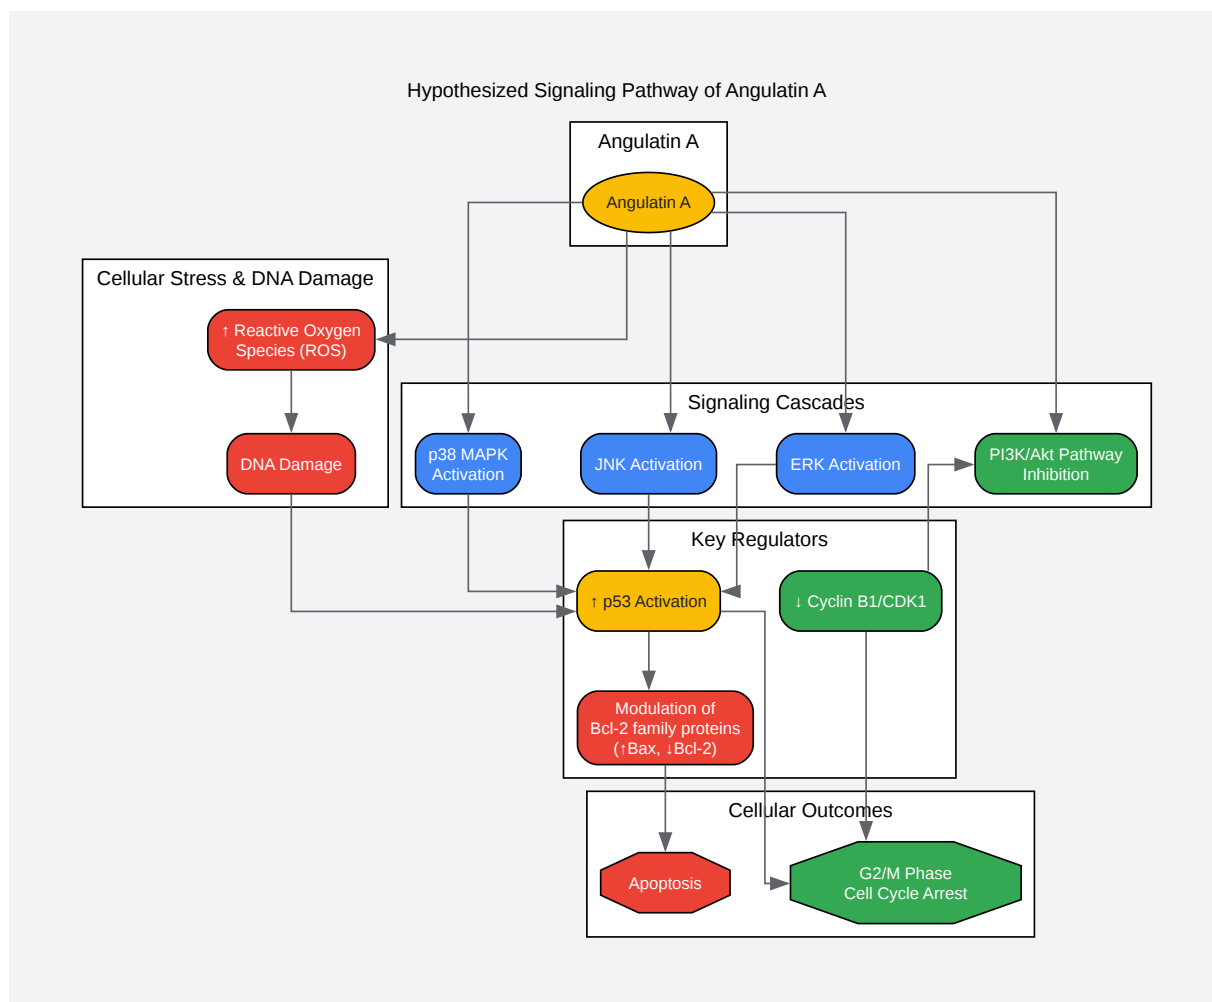 Hypothesized Signaling Pathway of Angulatin A
Angulatin A
Angulatin A
Cellular Stress & DNA Damage
↑ Reactive Oxygen
Species (ROS)
DNA Damage
Signaling Cascades
p38 MAPK
Activation
JNK Activation
ERK Activation
PI3K/Akt Pathway
Inhibition
Key Regulators
↑ p53 Activation
↓ Cyclin B1/CDK1
Modulation of
Bcl-2 family proteins
(↑Bax, ↓Bcl-2)
Cellular Outcomes
Apoptosis
G2/M Phase
Cell Cycle Arrest